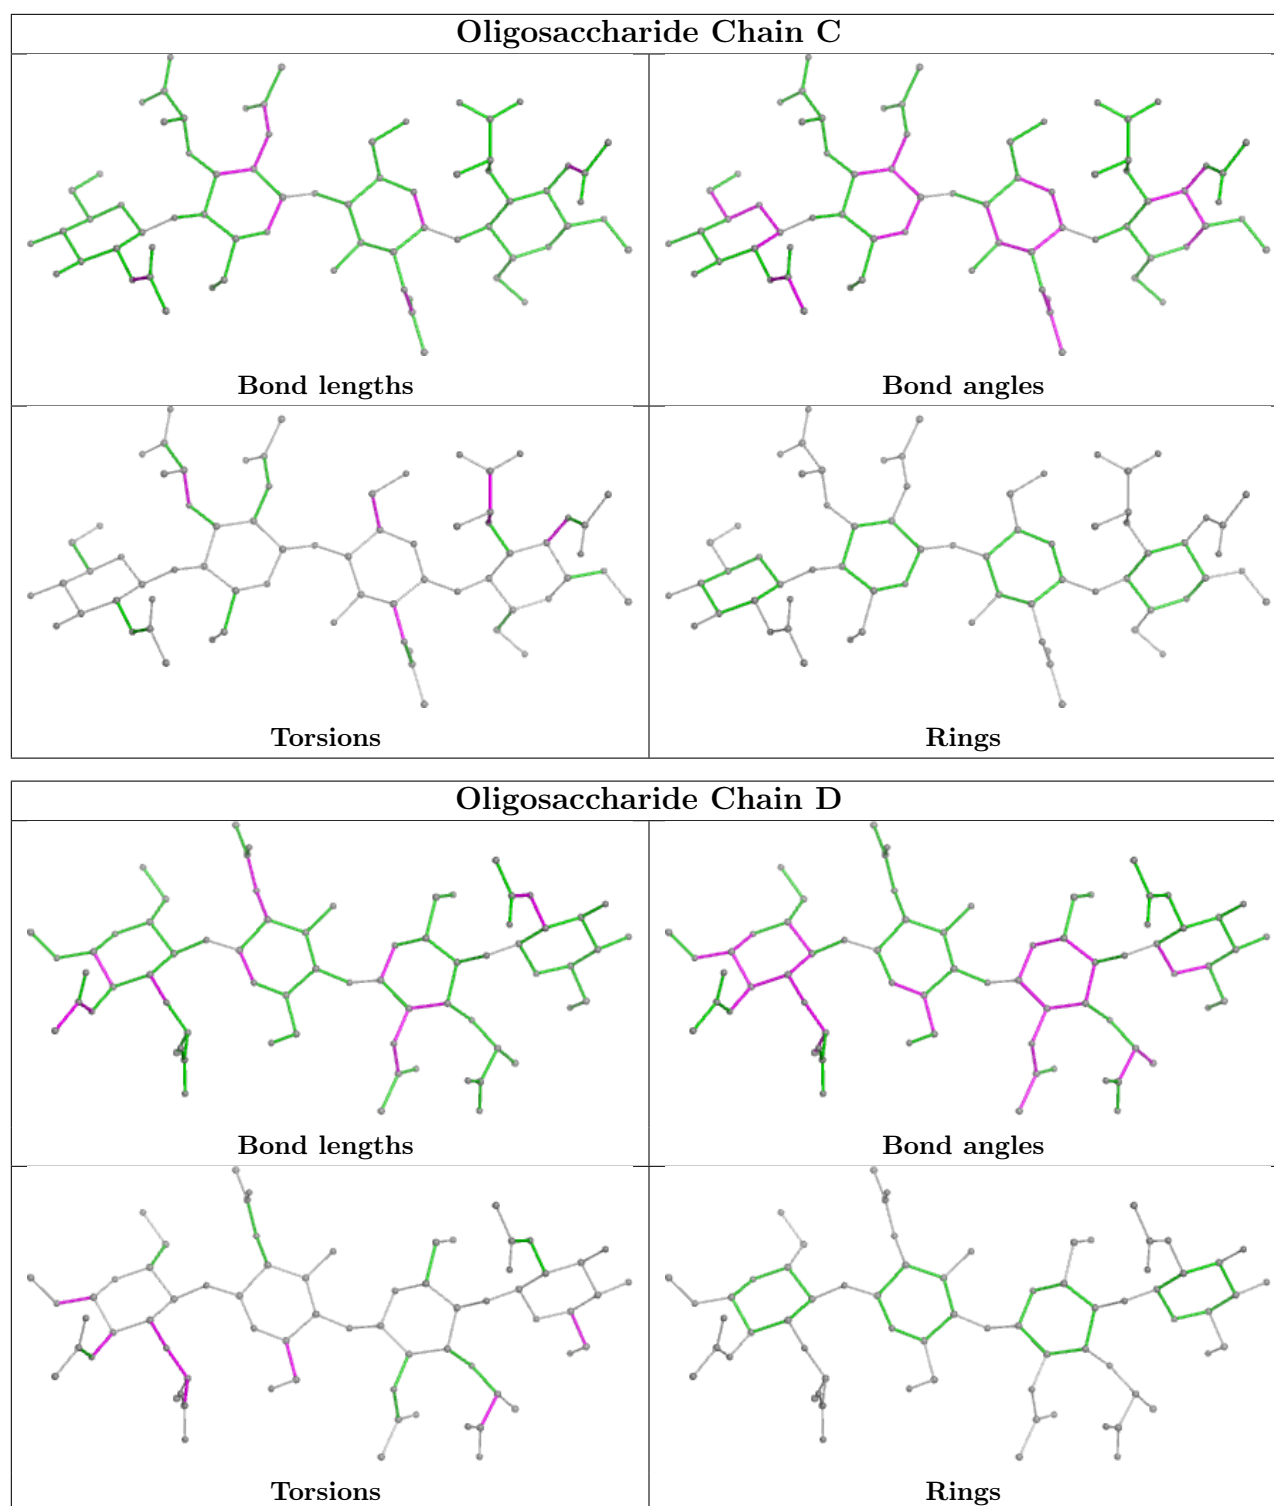 Oligosaccharide Chain C
Bond lengths
Bond angles
Torsions
Rings
Oligosaccharide Chain D
Bond lengths
Bond angles
Torsions
Rings